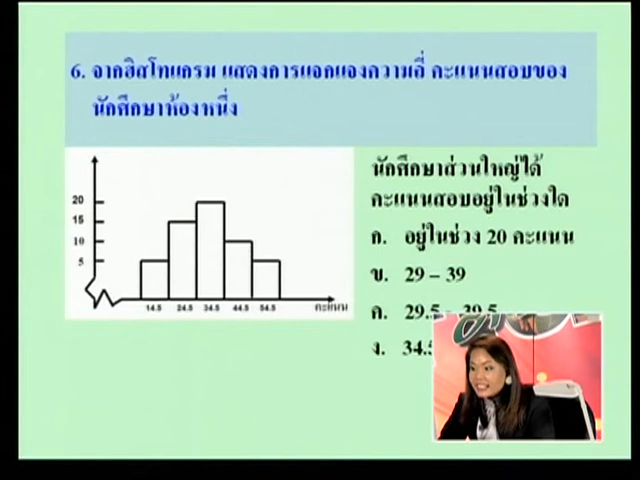 6. จากฮิสโทแกรม แสดงการแจกแจงความถี่ คะแนนสอบของ
นักศึกษาห้องหนึ่ง
นักศึกษาส่วนใหญ่ได้
คะแนนสอบอยู่ในช่วงใด
ก. อยู่ในช่วง 20 คะแนน
ข. 29 – 39
ค. 29.5 – 39.5
ง. 34.5
20
15
10
5
14.5 24.5 34.5 44.5 54.5 คะแนน